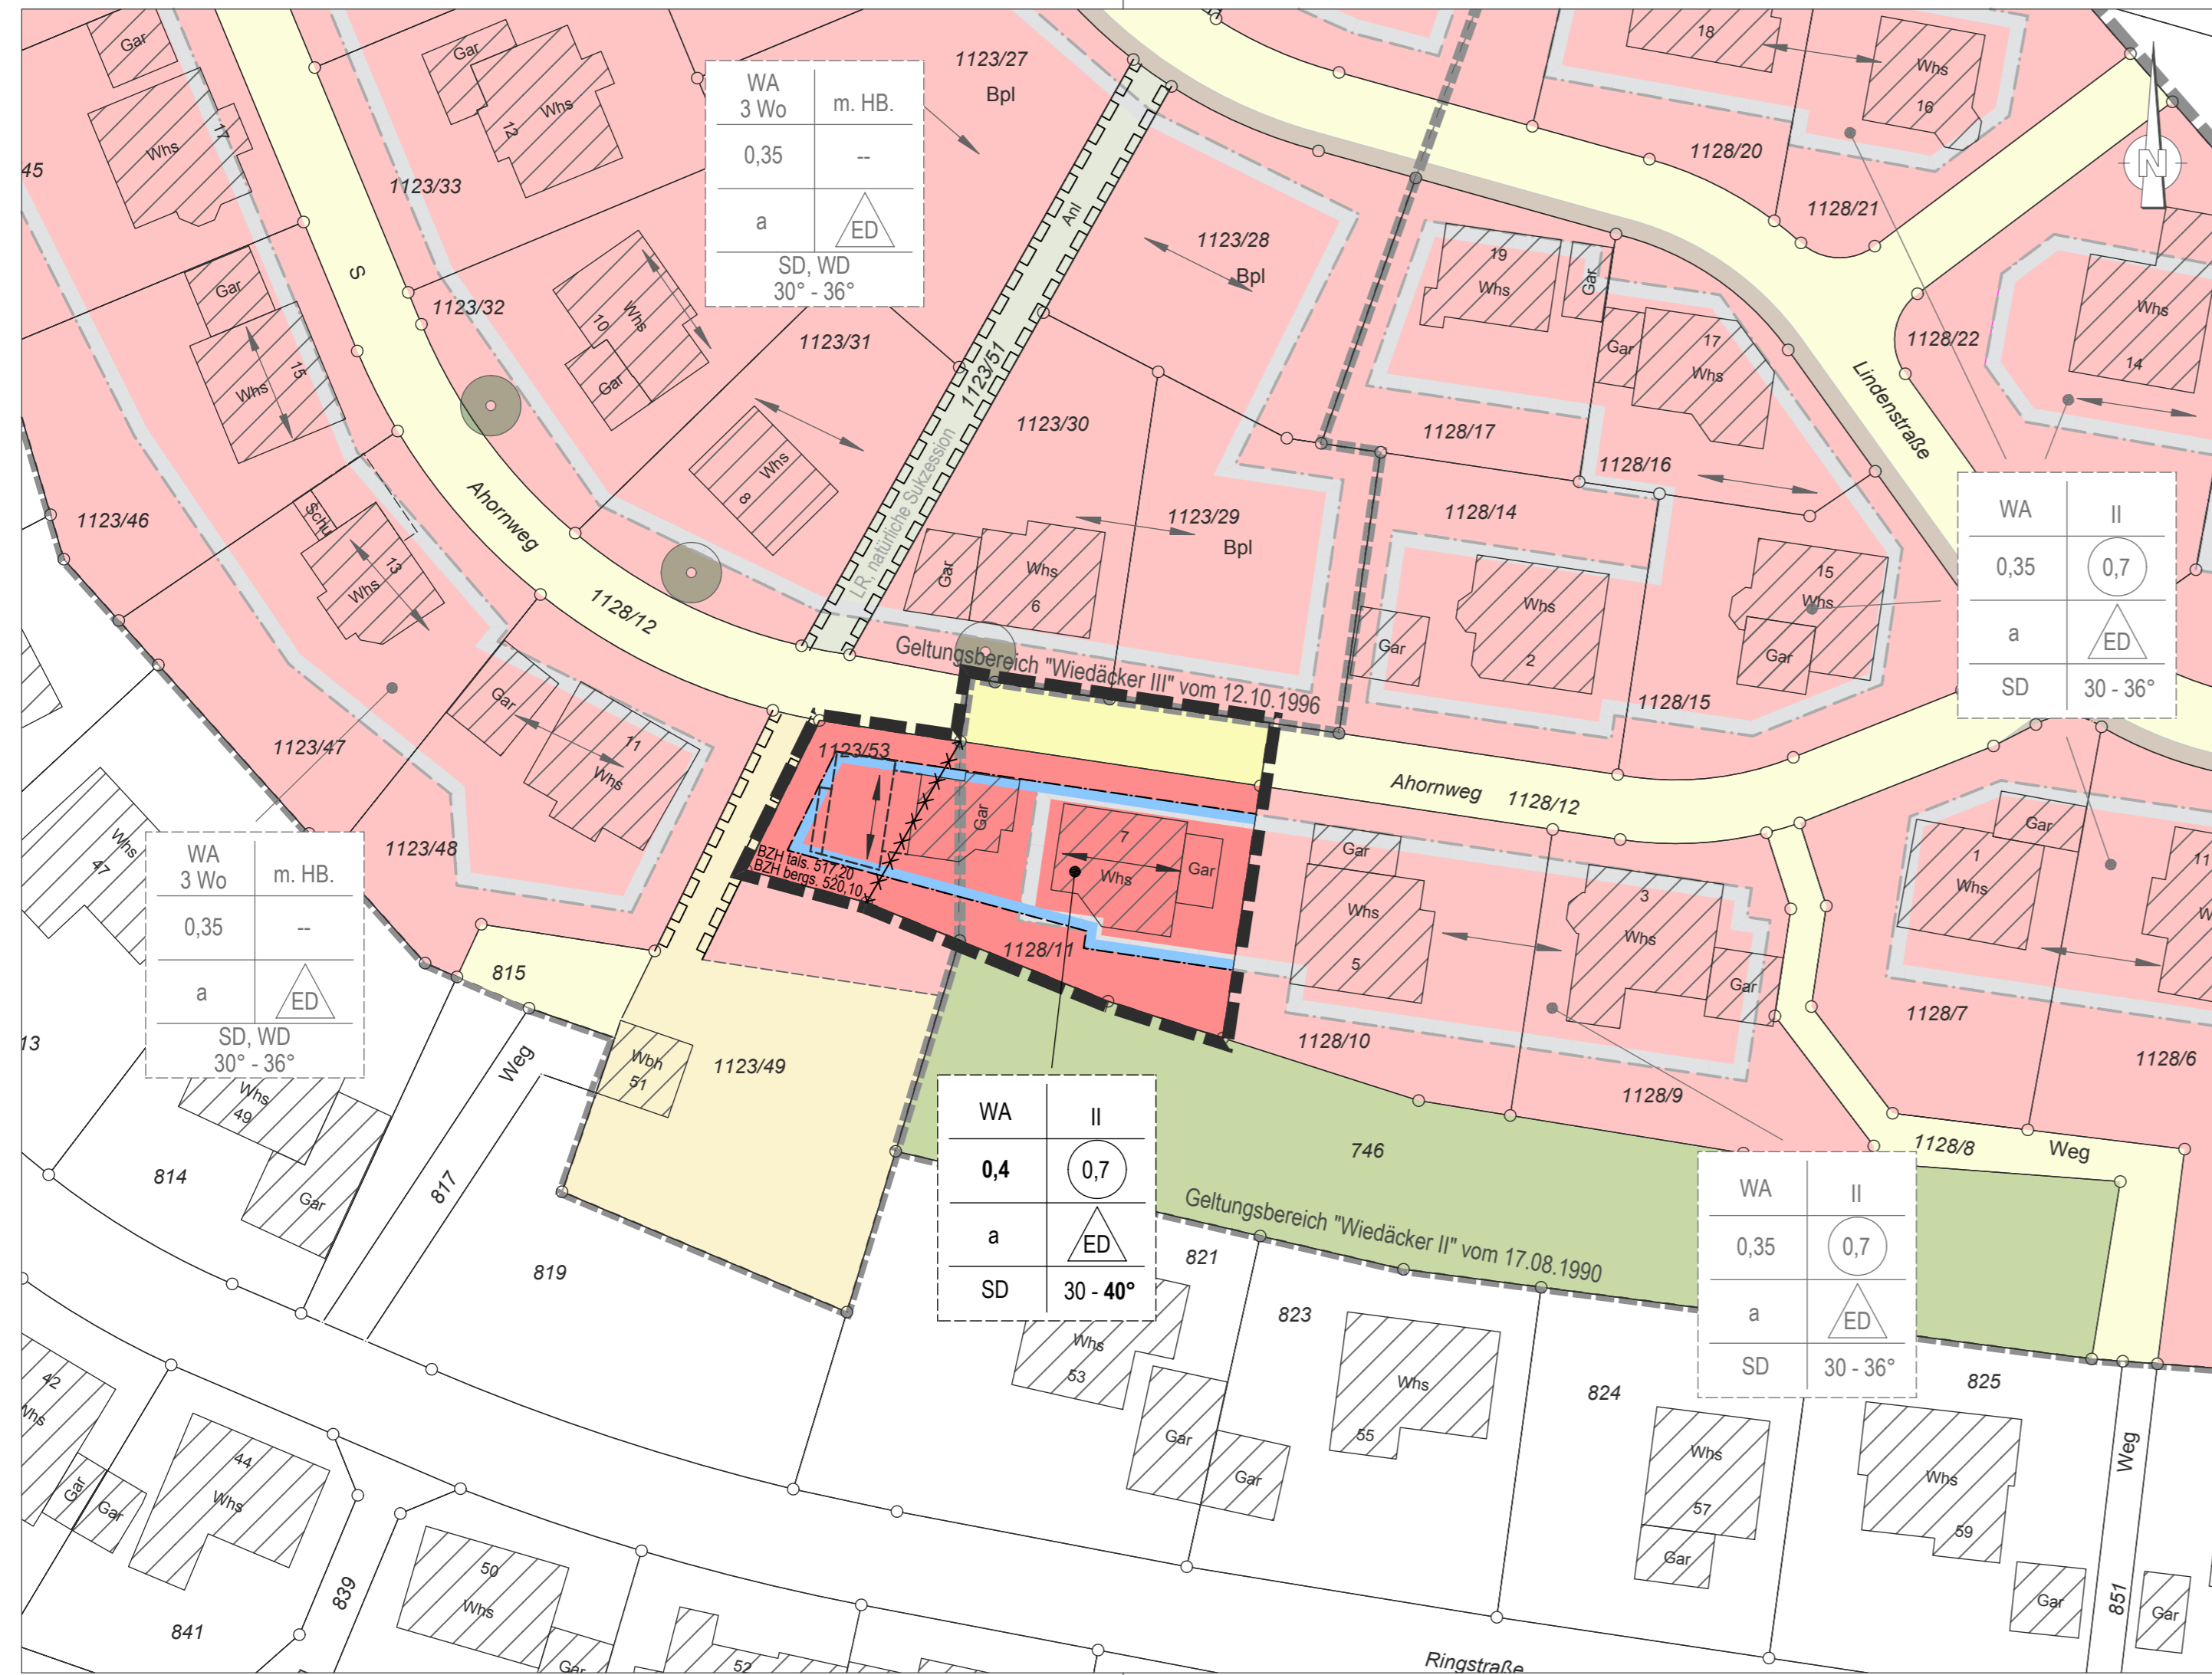 Gar
Whs
17
45
Gar
12
Whs
1123/33
WA
3 Wo
m. HB.
0,35
--
a
ED
SD, WD
30° - 36°
1123/27
Bpl
Anl
1123/28
Bpl
18
Whs
16
1128/20
1128/21
N
S
Gar
Whs
15
1123/32
10
Whs
Gar
1123/31
1123/51
LR, natürliche Sukzession
19
Whs
Gar
Gar
17
Whs
Lindenstraße
1128/22
Whs
14
1123/46
Ahornweg
Whs
8
1123/30
1123/29
Bpl
1128/17
1128/16
1128/14
WA
II
0,35
0,7
a
ED
SD
30 - 36°
Schu
13
Whs
1128/12
Gar
Whs
6
Gar
Whs
2
15
Whs
Gar
1128/15
Geltungsbereich "Wiedäcker III" vom 12.10.1996
1123/47
Gar
11
Whs
1123/53
Gar
7
Whs
Gar
BZH tals. 517,20
BZH bergs. 520,10
1128/11
Ahornweg
1128/12
Gar
Whs
5
3
Whs
Gar
1
Whs
Gar
11
W
1128/7
1128/6
Whs
47
WA
3 Wo
m. HB.
0,35
--
a
ED
SD, WD
30° - 36°
1123/48
815
13
Weg
Wbh
51
1123/49
1128/10
1128/9
1128/8
Weg
Whs
49
Gar
814
817
819
WA
II
0,4
0,7
a
ED
SD
30 - 40°
746
Geltungsbereich "Wiedäcker II" vom 17.08.1990
WA
II
0,35
0,7
a
ED
SD
30 - 36°
821
823
824
825
Whs
53
Gar
Gar
Whs
55
Whs
57
Gar
Whs
59
Gar
Weg
851
Gar
42
Whs
Gar
Gar
44
Whs
839
841
50
Whs
Gar
52
Ringstraße